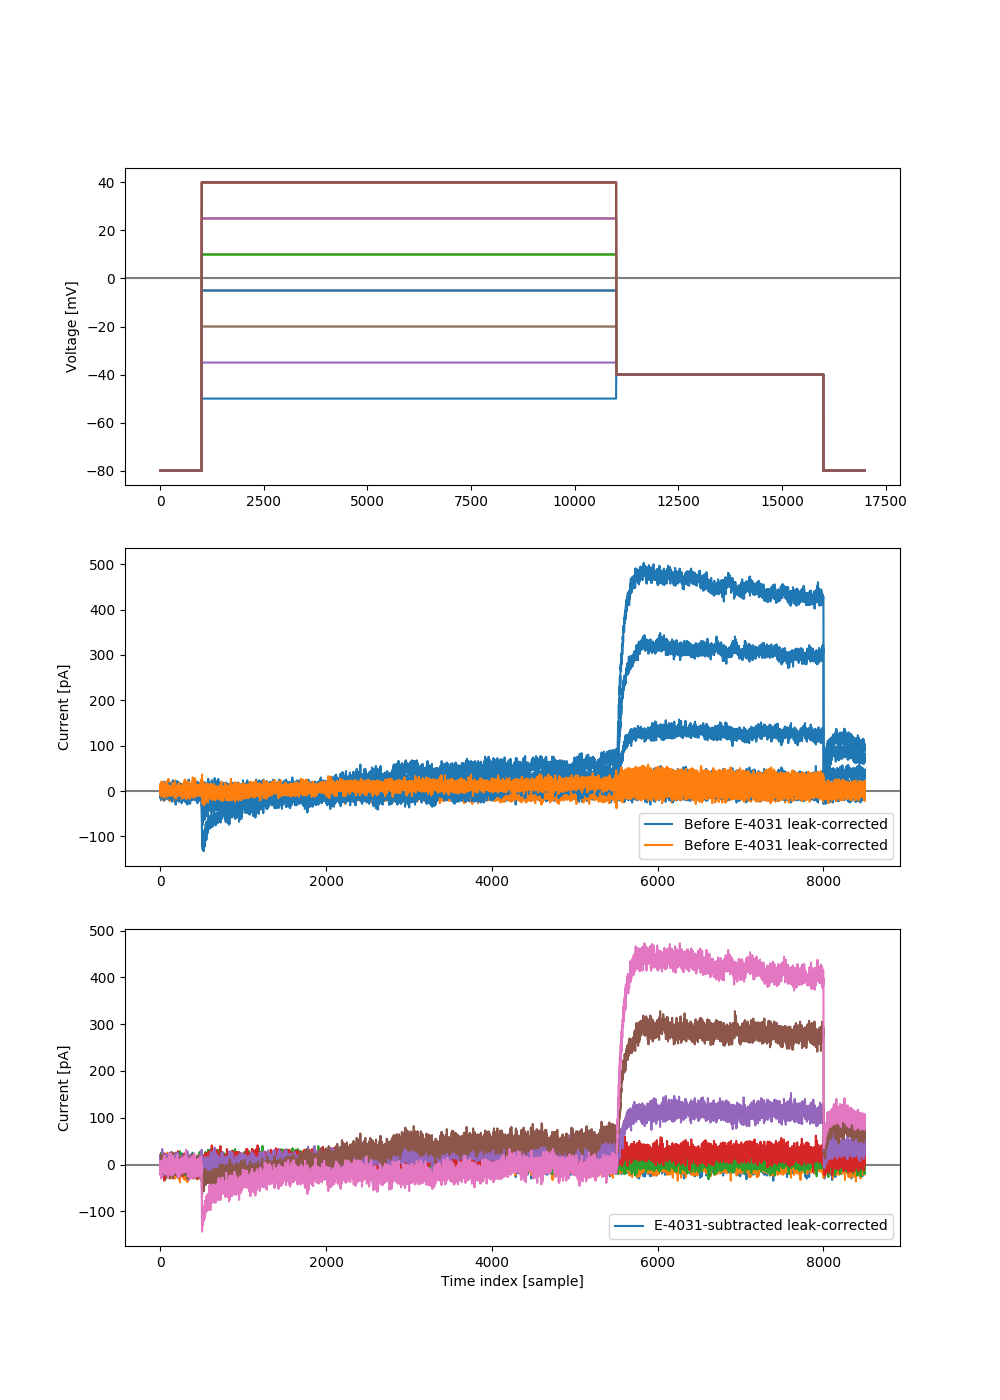 40
20
0
−20
−40
−60
−80
Voltage [mV]
0 2500 5000 7500 10000 12500 15000 17500
500
400
300
200
100
0
−100
Current [pA]
Before E-4031 leak-corrected
Before E-4031 leak-corrected
0 2000 4000 6000 8000
500
400
300
200
100
0
−100
Current [pA]
E-4031-subtracted leak-corrected
0 2000 4000 6000 8000
Time index [sample]